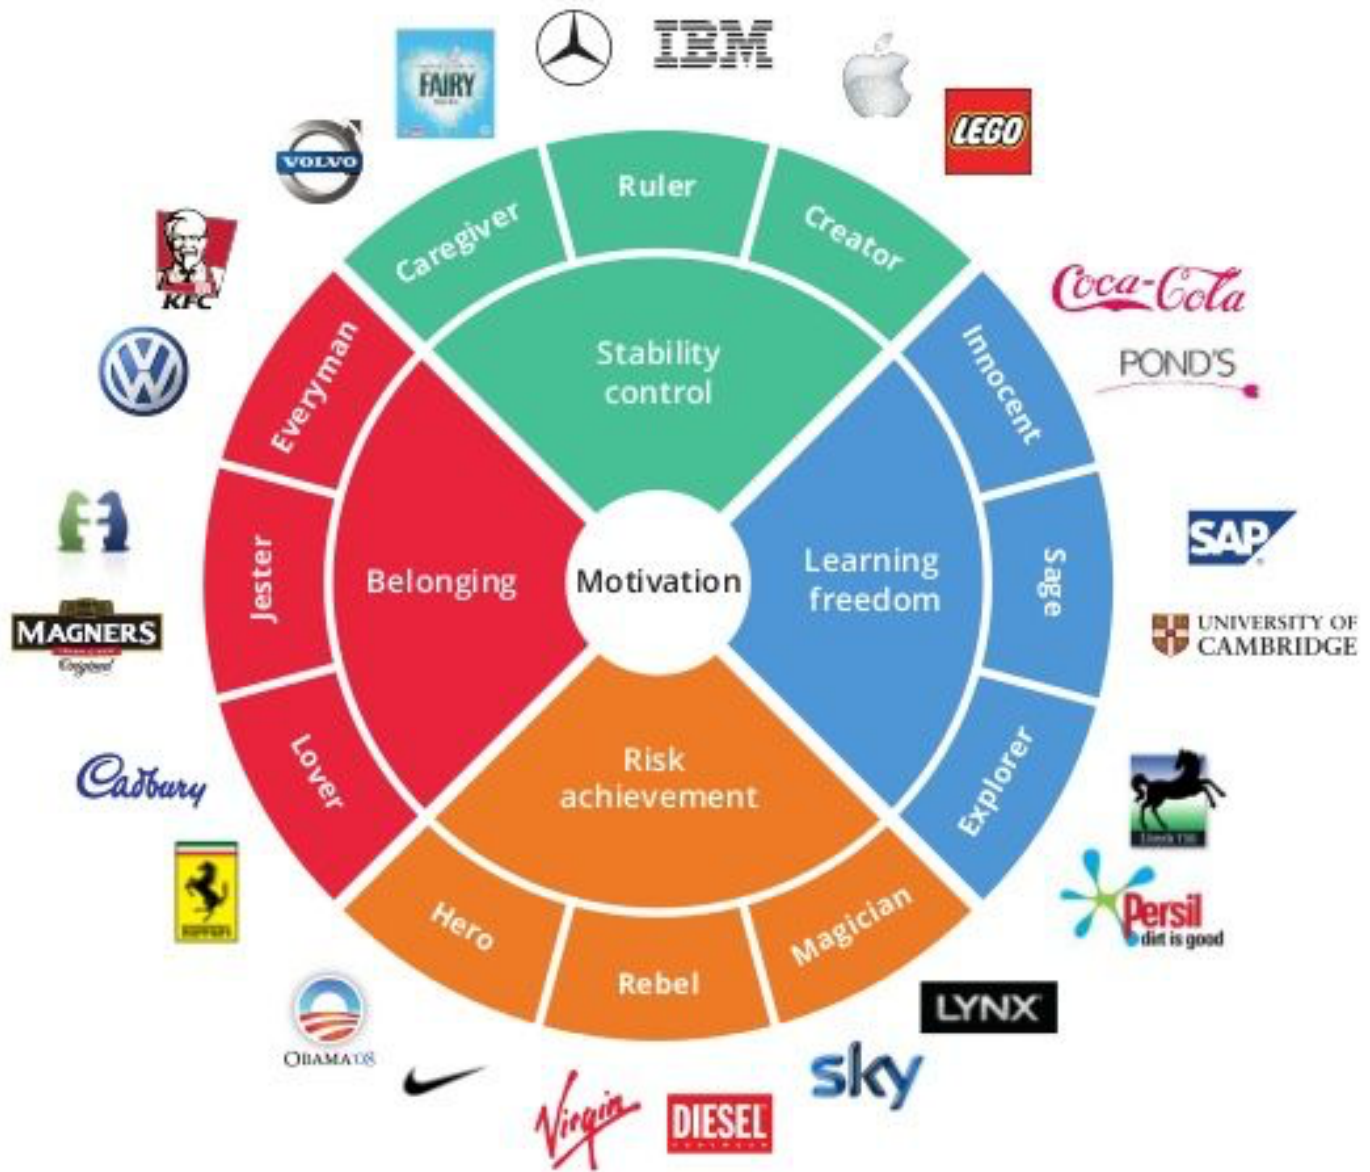 FAIRY
IBM
VOLVO
LEGO
KFC
Ruler
Caregiver
Creator
Coca-Cola
POND'S
Everyman
Stability
control
Innocent
SAP
Jester
Belonging
Motivation
Learning
freedom
Sage
UNIVERSITY OF
CAMBRIDGE
MAGNERS
Original
Lover
Cadbury
Risk
achievement
Explorer
Ferrari
Hero
Rebel
Magician
Persil
dirt is good
LYNX
OBAMA'08
sky
Virgin
DIESEL